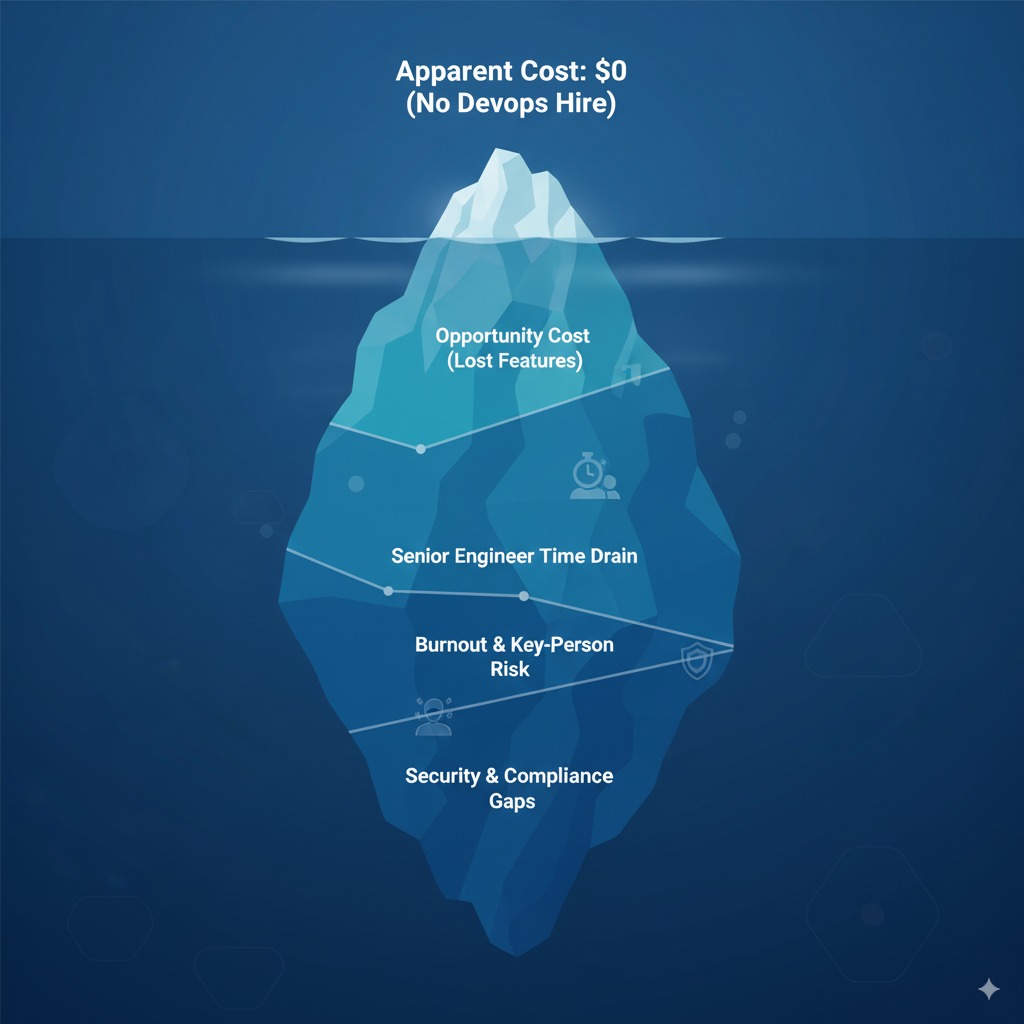 Apparent Cost: $0
(No Devops Hire)
Opportunity Cost
(Lost Features)
Senior Engineer Time Drain
Burnout & Key-Person
Risk
Security & Compliance
Gaps